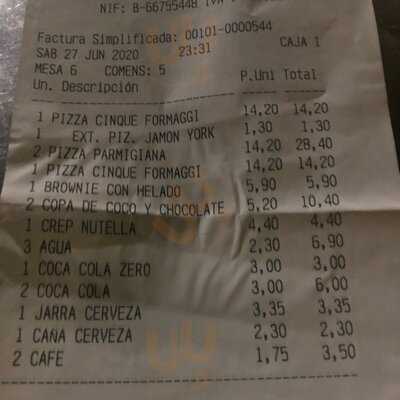 NIF: B-66755448 IVA
Factura Simplificada: 00101-0000544
SAB 27 JUN 2020 23:31 CAJA 1
MESA 6 COMENS: 5
Un. Descripción P.Uni Total
1 PIZZA CINQUE FORMAGGI 14,20 14,20
1 EXT. PIZ. JAMON YORK 1,30 1,30
2 PIZZA PARMIGIANA 14,20 28,40
1 PIZZA CINQUE FORMAGGI 14,20 14,20
1 BROWNIE CON HELADO 5,90 5,90
2 COPA DE COCO Y CHOCOLATE 5,20 10,40
1 CREP NUTELLA 4,40 4,40
3 AGUA 2,30 6,90
1 COCA COLA ZERO 3,00 3,00
2 COCA COLA 3,00 6,00
1 JARRA CERVEZA 3,35 3,35
1 CAÑA CERVEZA 2,30 2,30
2 CAFE 1,75 3,50